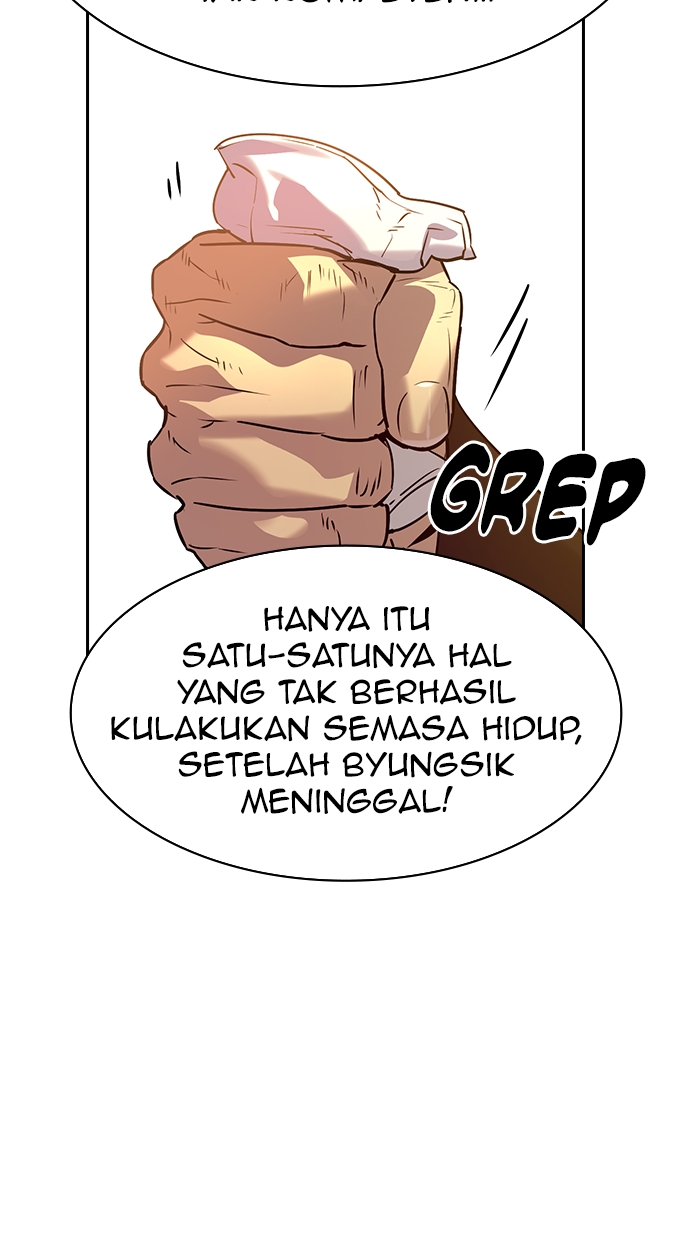 GREP
HANYA ITU
SATU-SATUNYA HAL
YANG TAK BERHASIL
KULAKUKAN SEMASA HIDUP,
SETELAH BYUNGSIK
MENINGGAL!